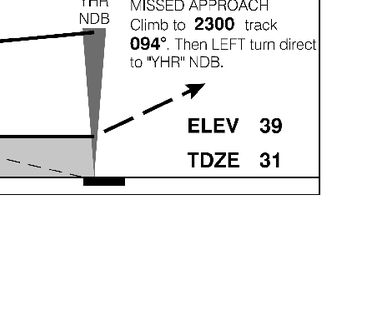 YHR
NDB
MISSED APPROACH
Climb to 2300 track
094°. Then LEFT turn direct
to "YHR" NDB.
ELEV 39
TDZE 31